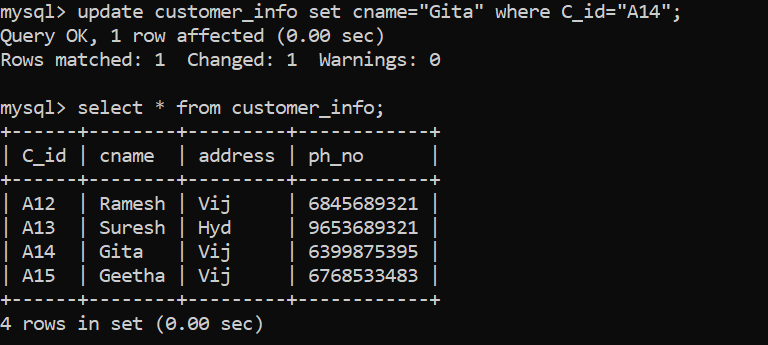 mysql> update customer_info set cname="Gita" where C_id="A14";
Query OK, 1 row affected (0.00 sec)
Rows matched: 1  Changed: 1  Warnings: 0

mysql> select * from customer_info;
+------+--------+---------+------------+
| C_id | cname  | address | ph_no      |
+------+--------+---------+------------+
| A12  | Ramesh | Vij     | 6845689321 |
| A13  | Suresh | Hyd     | 9653689321 |
| A14  | Gita   | Vij     | 6399875395 |
| A15  | Geetha | Vij     | 6768533483 |
+------+--------+---------+------------+
4 rows in set (0.00 sec)